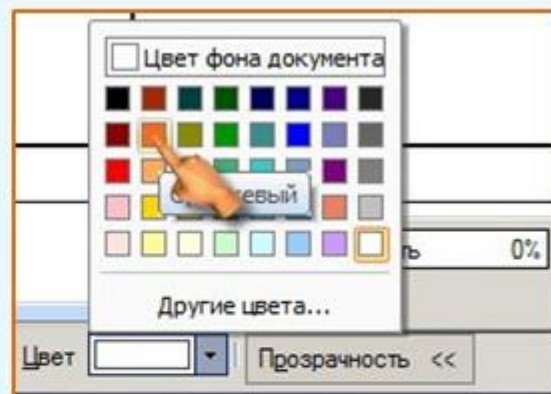 Цвет фона документа
0%
Другие цвета...
Цвет
Прозрачность <<